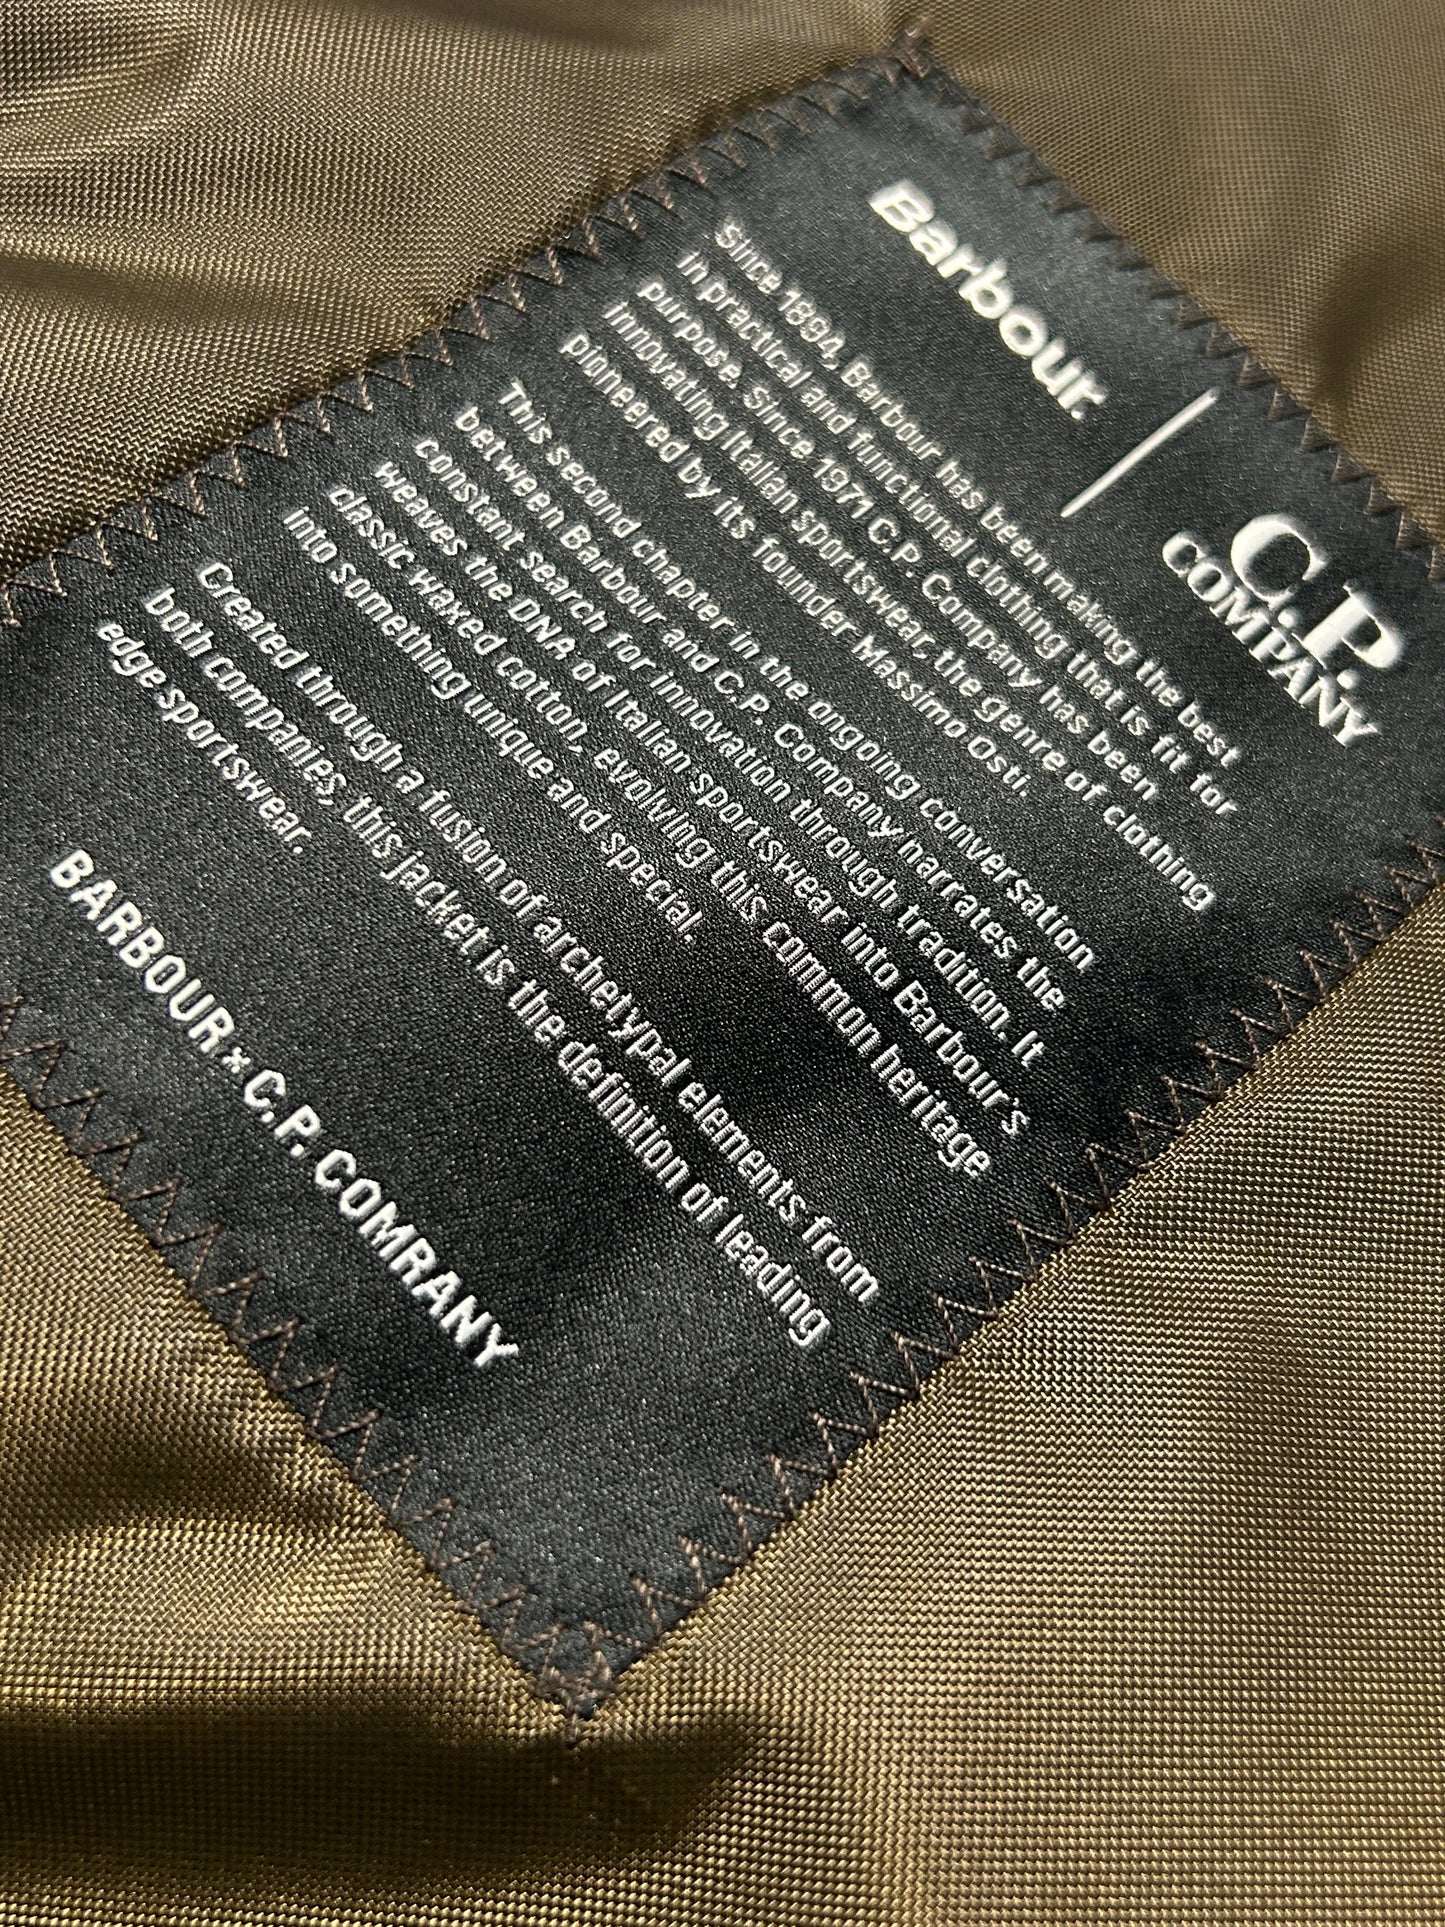 Barbour.
C.P.
COMPANY
Since 1894, Barbour has been making the best
in practical and functional clothing that is fit for
purpose. Since 1971 C.P. Company has been
innovating Italian sportswear, the genre of clothing
pioneered by its founder Massimo Osti.
This second chapter in the ongoing conversation
between Barbour and C.P. Company narrates the
constant search for innovation through tradition. It
weaves the DNA of Italian sportswear into Barbour's
classic waxed cotton, evolving this common heritage
into something unique and special.
Created through a fusion of archetypal elements from
both companies, this jacket is the definition of leading
edge sportswear.
BARBOUR x C.P. COMRANY